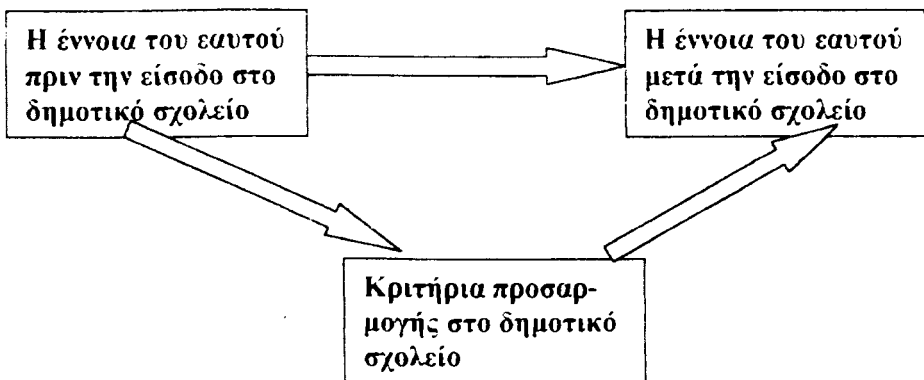 Η έννοια του εαυτού
πριν την είσοδο στο
δημοτικό σχολείο
Η έννοια του εαυτού
μετά την είσοδο στο
δημοτικό σχολείο
Κριτήρια προσαρ-
μογής στο δημοτικό
σχολείο